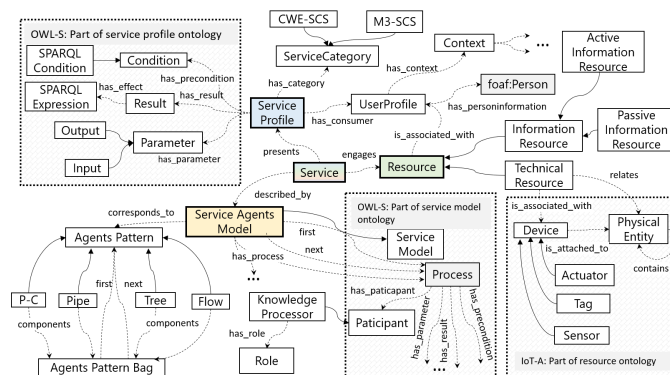 CWE-SCS
M3-SCS
OWL-S: Part of service profile ontology
SPARQL
Condition
Condition
has_precondition
SPARQL
Expression
has_effect
Result
has_result
Output
Input
Parameter
has_parameter
ServiceCategory
has_category
Context
has_context
...
Active
Information
Resource
foaf:Person
Service
Profile
UserProfile
has_consumer
has_personinformation
is_associated_with
Information
Resource
Passive
Information
Resource
presents
Service
engages
Resource
Technical
Resource
relates
described_by
corresponds_to
Service Agents
Model
OWL-S: Part of service model
ontology
is_associated_with
Device
Physical
Entity
is_attached_to
contains
Agents Pattern
first
next
has_process
...
Service
Model
Process
Actuator
Tag
Sensor
P-C
Pipe
first
next
Tree
Flow
components
components
Knowledge
Processor
has_paticapant
Paticipant
has_parameter
has_result
has_precondition
...
has_role
Role
Agents Pattern Bag
IoT-A: Part of resource ontology